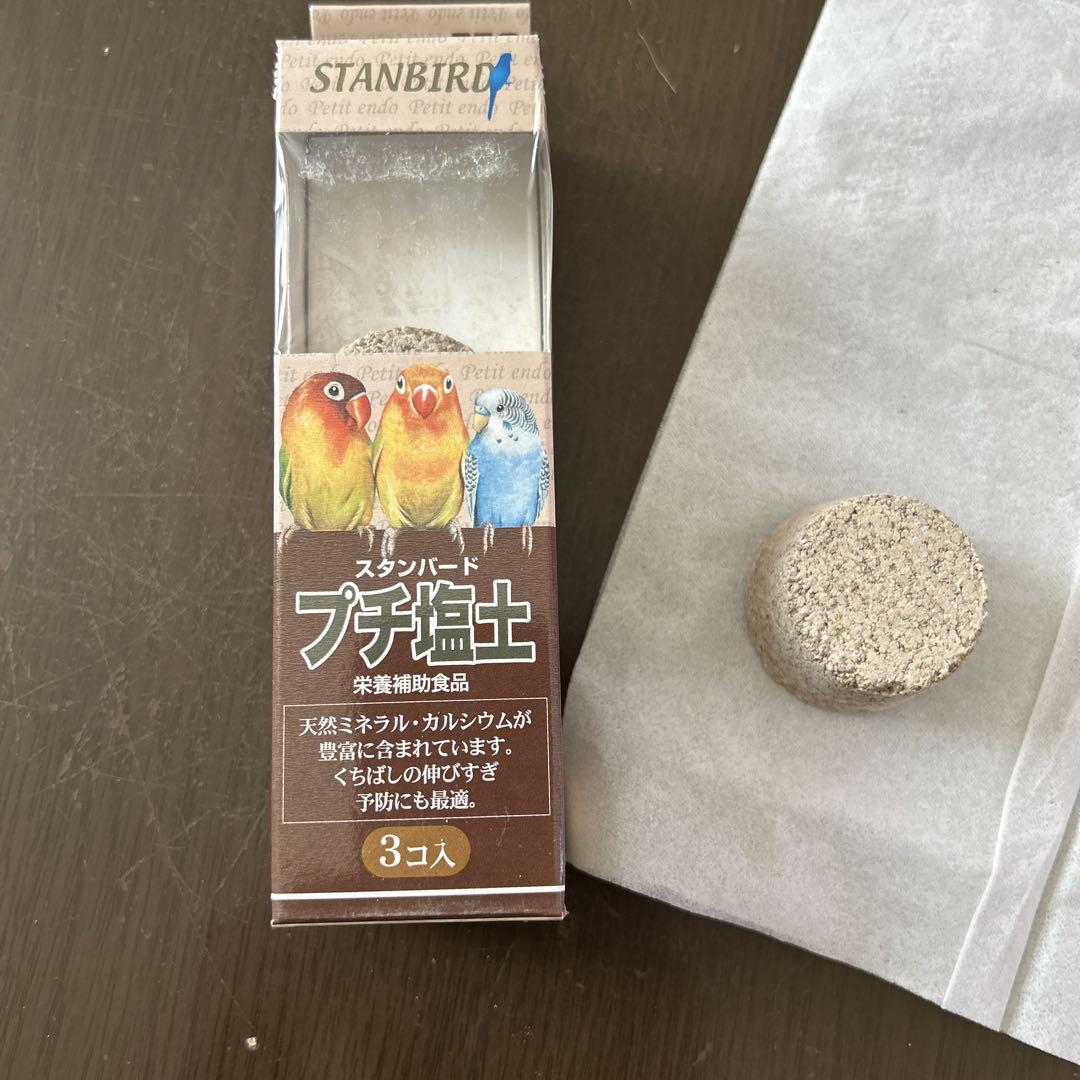 STANBIRD
Petit endo
スタンバード
プチ塩土
栄養補助食品
天然ミネラル・カルシウムが
豊富に含まれています。
くちばしの伸びすぎ
予防にも最適。
3コ入